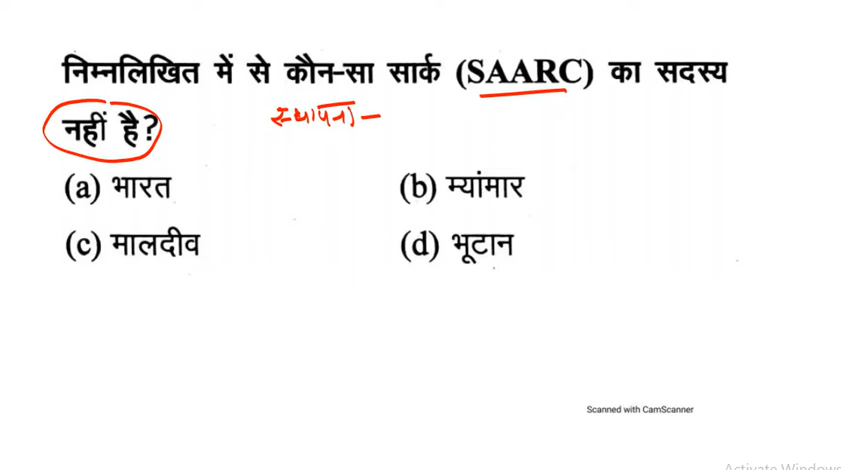 निम्नलिखित में से कौन-सा सार्क (SAARC) का सदस्य
नहीं है?
स्थापना –
(a) भारत
(b) म्यांमार
(c) मालदीव
(d) भूटान
Scanned with CamScanner
Activate Windows